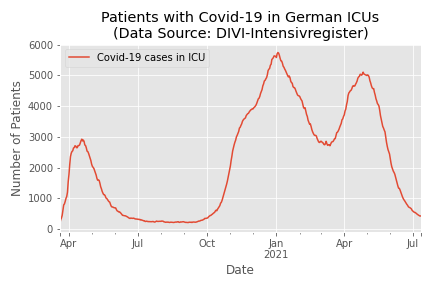 Patients with Covid-19 in German ICUs
(Data Source: DIVI-Intensivregister)
Covid-19 cases in ICU
Number of Patients
6000
5000
4000
3000
2000
1000
0
Apr Jul Oct Jan Apr Jul
2021
Date